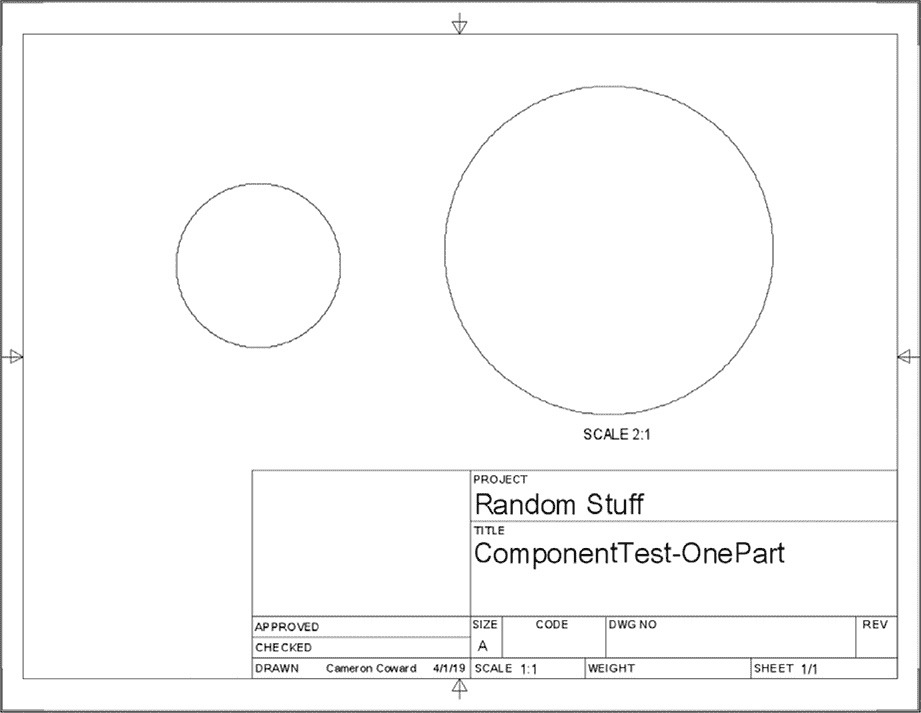 SCALE 2:1
PROJECT
Random Stuff
TITLE
ComponentTest-OnePart
APPROVED
CHECKED
DRAWN Cameron Coward 4/1/19
SIZE CODE DWG NO REV
A
SCALE 1:1 WEIGHT SHEET 1/1